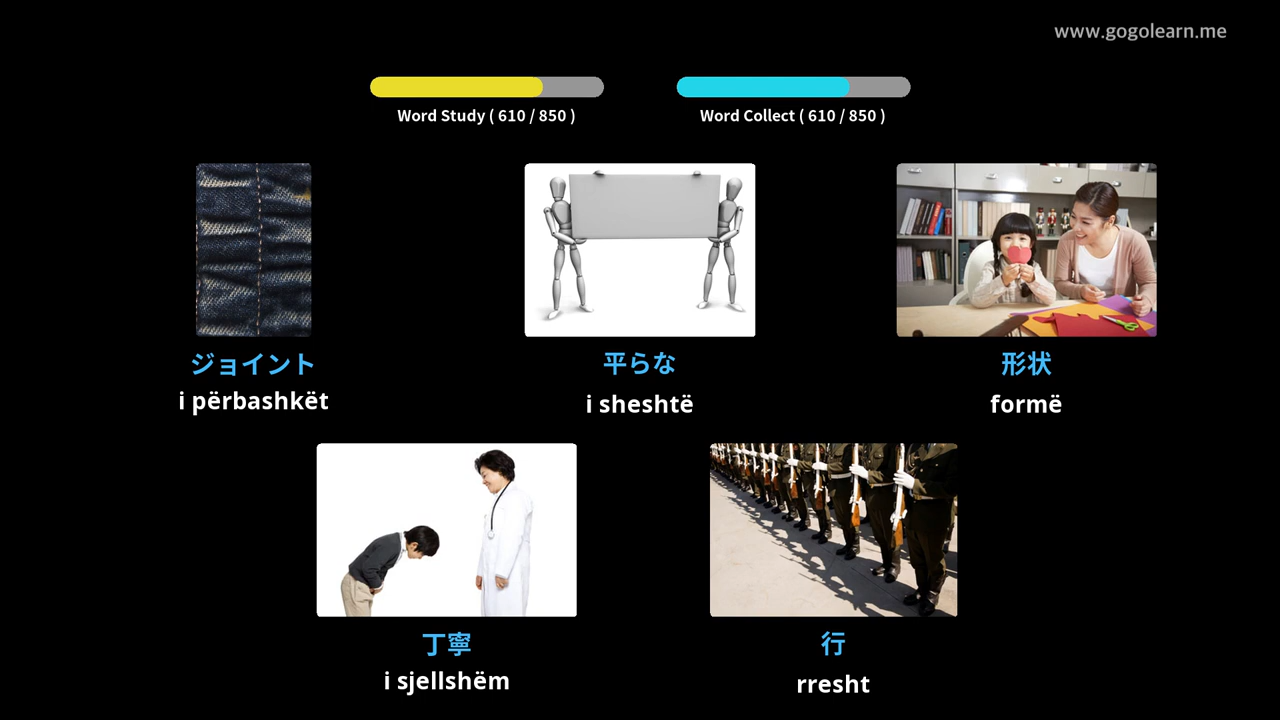 www.gogolearn.me
Word Study ( 610 / 850 )
Word Collect ( 610 / 850 )
ジョイント
i përbashkët
平らな
i sheshtë
形状
formë
丁寧
i sjellshëm
行
rresht